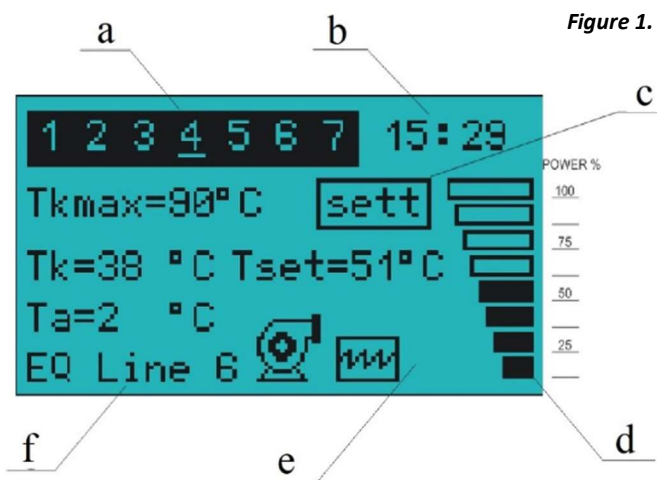 Figure 1.
a
b
c
1 2 3 4 5 6 7 15:29
POWER %
Tkmax=90°C sett
100
75
Tk=38 °C Tset=51°C
50
Ta=2 °C
25
EQ Line 6
f
e
d